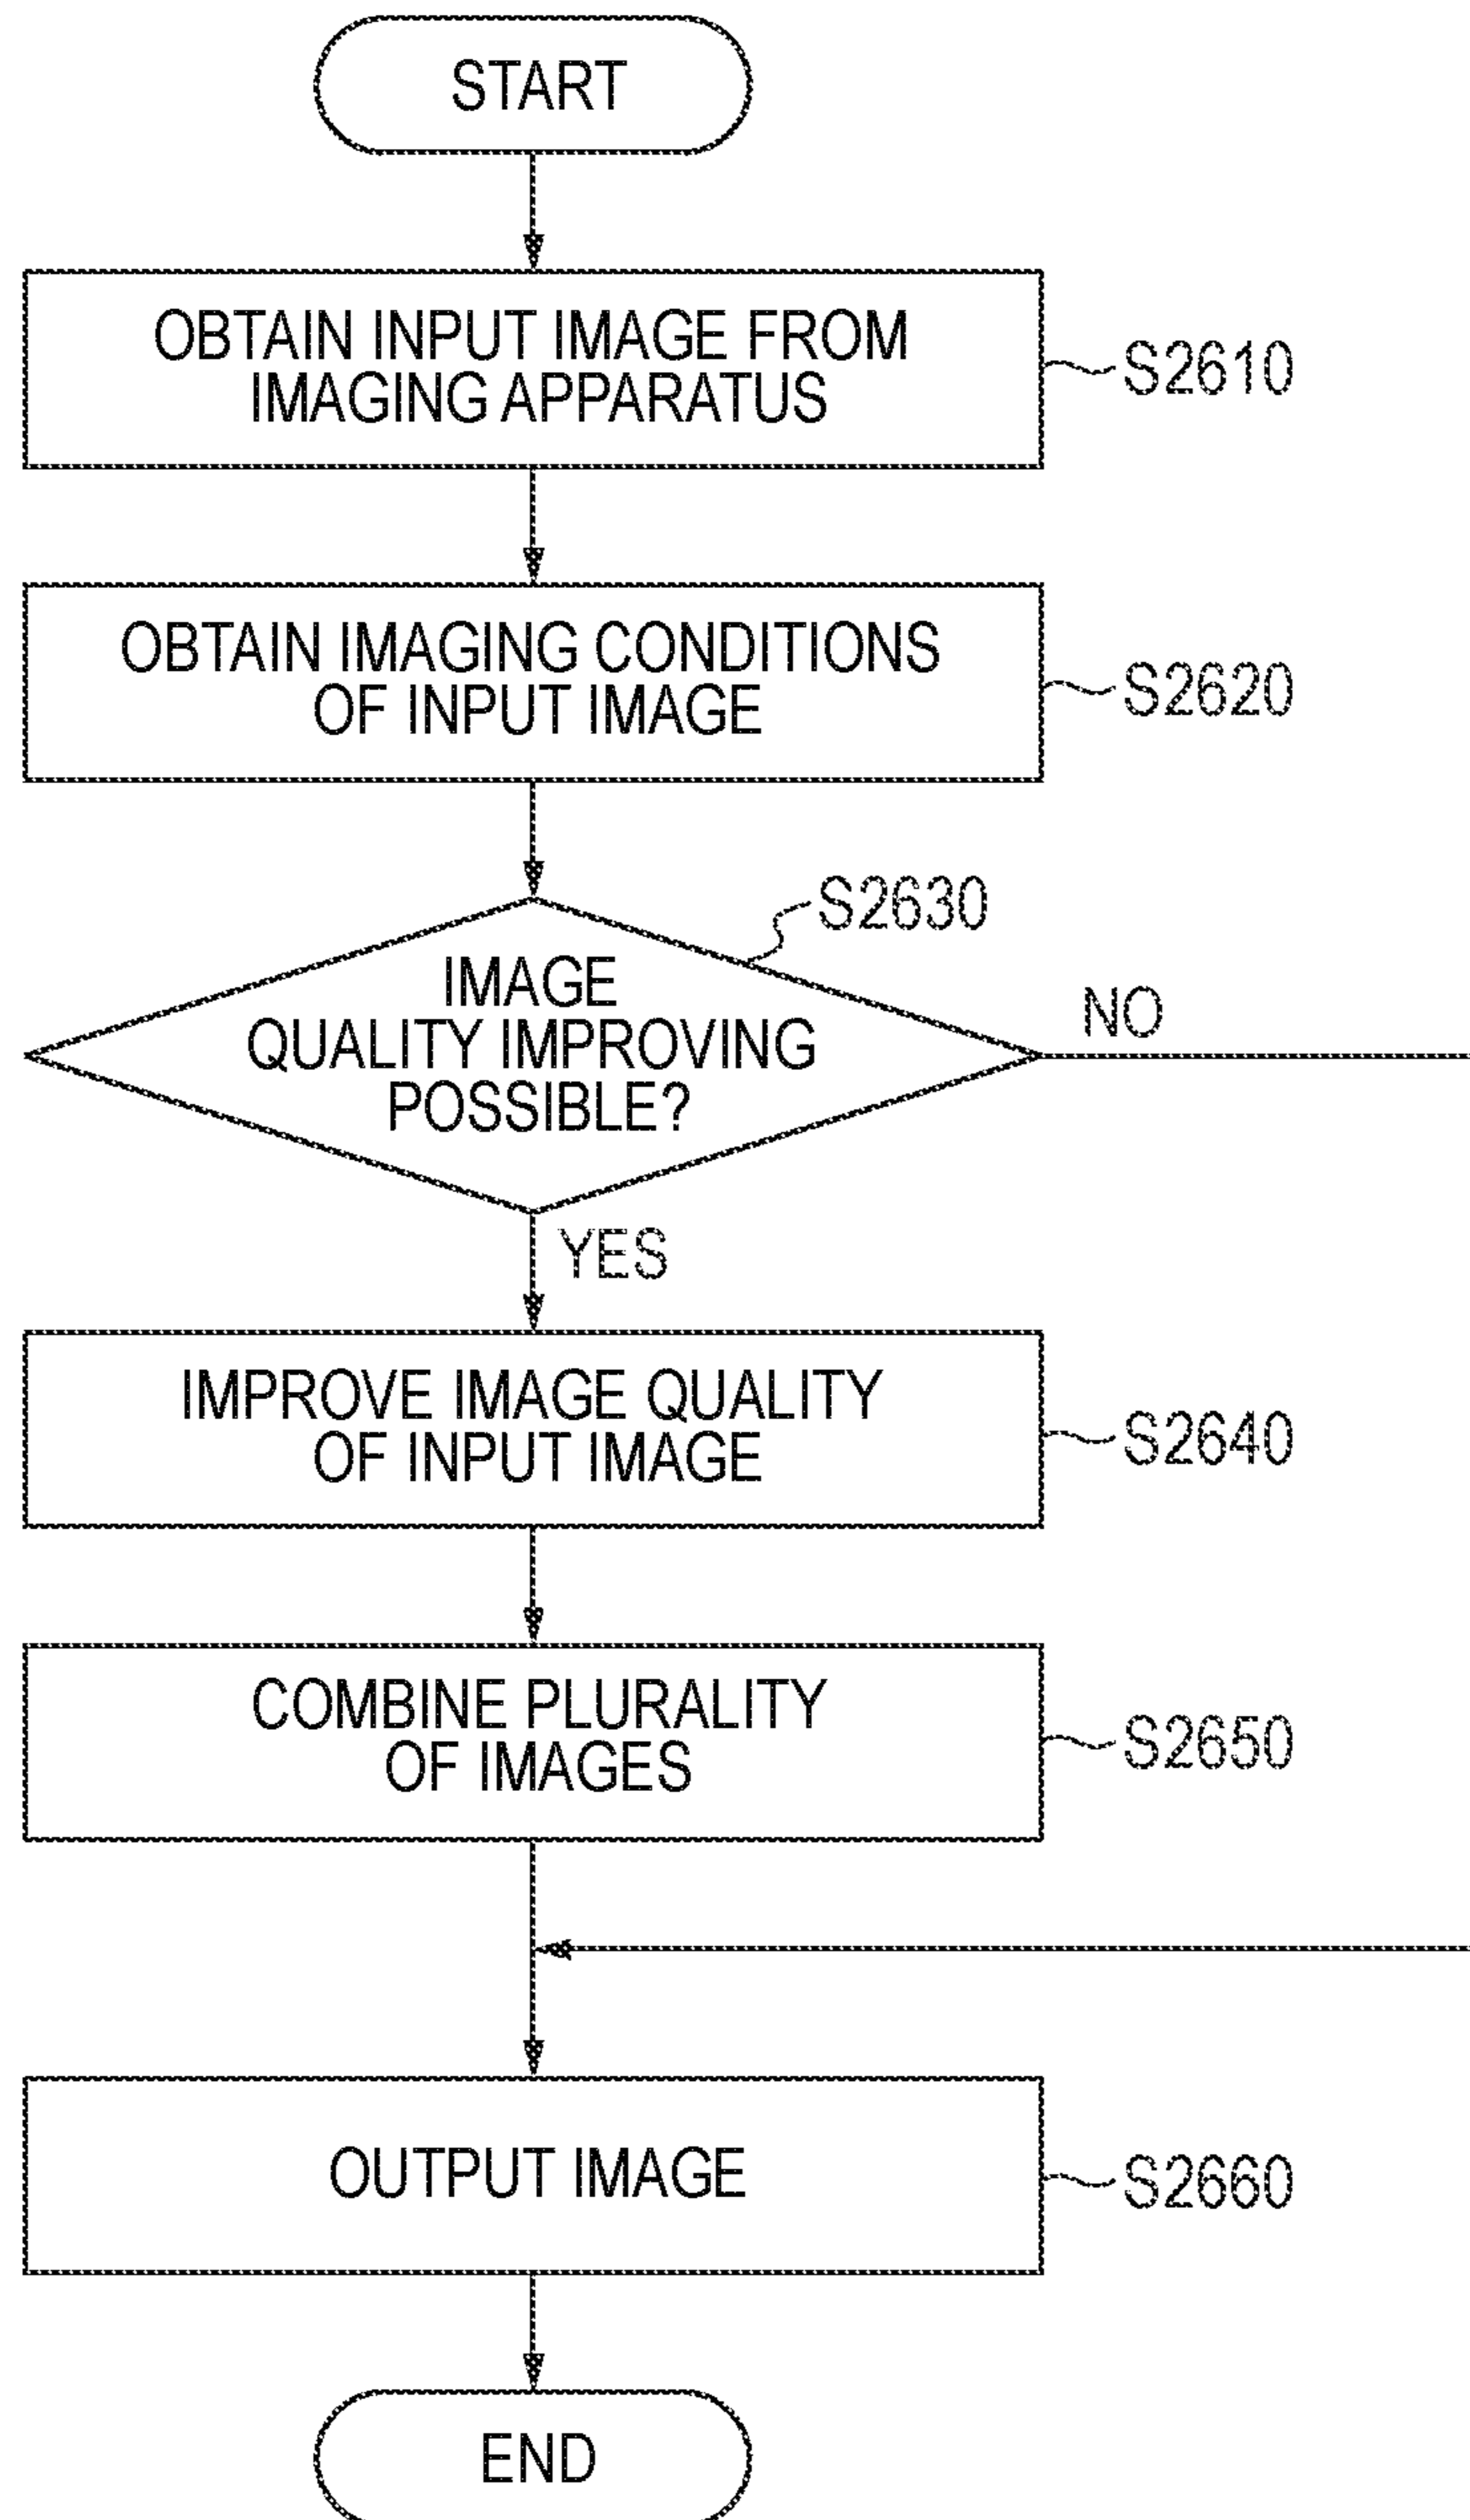 START
OBTAIN INPUT IMAGE FROM
IMAGING APPARATUS
S2610
OBTAIN IMAGING CONDITIONS
OF INPUT IMAGE
S2620
S2630
IMAGE
QUALITY IMPROVING
POSSIBLE?
NO
YES
IMPROVE IMAGE QUALITY
OF INPUT IMAGE
S2640
COMBINE PLURALITY
OF IMAGES
S2650
OUTPUT IMAGE
S2660
END